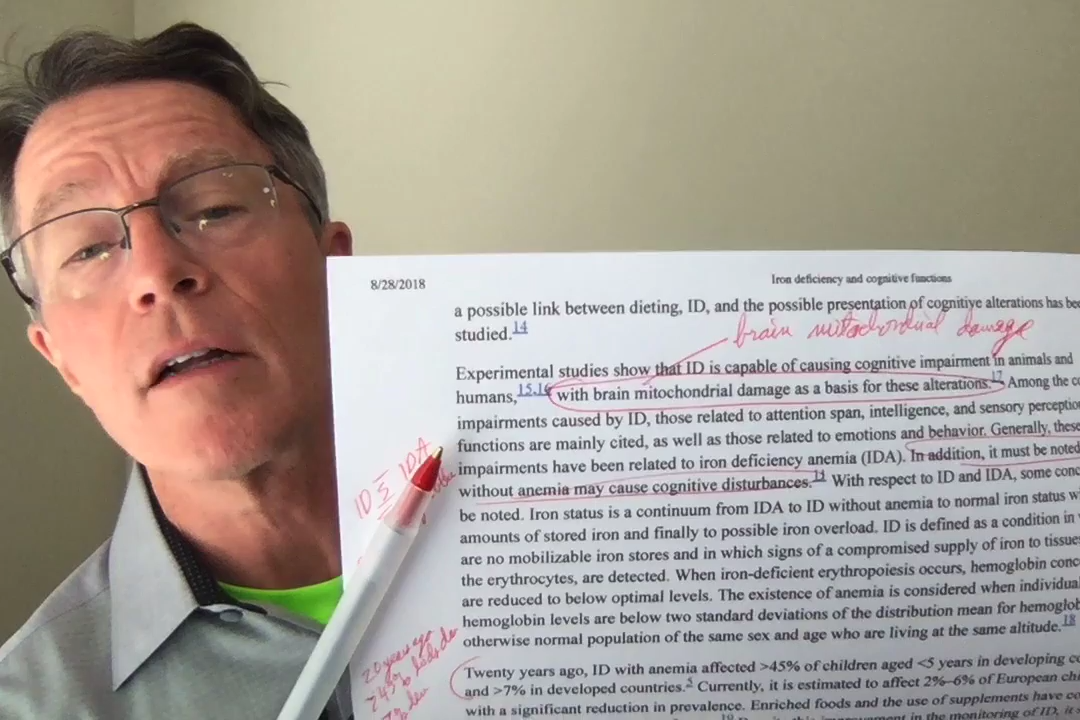 8/28/2018 Iron deficiency and cognitive functions
a possible link between dieting, ID, and the possible presentation of cognitive alterations has
studied.14
brain mitochondrial damage
Experimental studies show that ID is capable of causing cognitive impairment in animals and
humans,15,16 with brain mitochondrial damage as a basis for these alterations.17 Among the
impairments caused by ID, those related to attention span, intelligence, and sensory
functions are mainly cited, as well as those related to emotions and behavior. Generally, these
impairments have been related to iron deficiency anemia (IDA). In addition, it must be noted
without anemia may cause cognitive disturbances.14 With respect to ID and IDA, some
be noted. Iron status is a continuum from IDA to ID without anemia to normal iron status
amounts of stored iron and finally to possible iron overload. ID is defined as a condition in
are no mobilizable iron stores and in which signs of a compromised supply of iron to
the erythrocytes, are detected. When iron-deficient erythropoiesis occurs, hemoglobin
are reduced to below optimal levels. The existence of anemia is considered when
hemoglobin levels are below two standard deviations of the distribution mean for
otherwise normal population of the same sex and age who are living at the same altitude.18
Twenty years ago, ID with anemia affected >45% of children aged <5 years in developing
and >7% in developed countries.5 Currently, it is estimated to affect 2%–6% of European
with a significant reduction in prevalence. Enriched foods and the use of supplements have
in the monitoring of ID, it
ID IDA
20 years ago
>45%